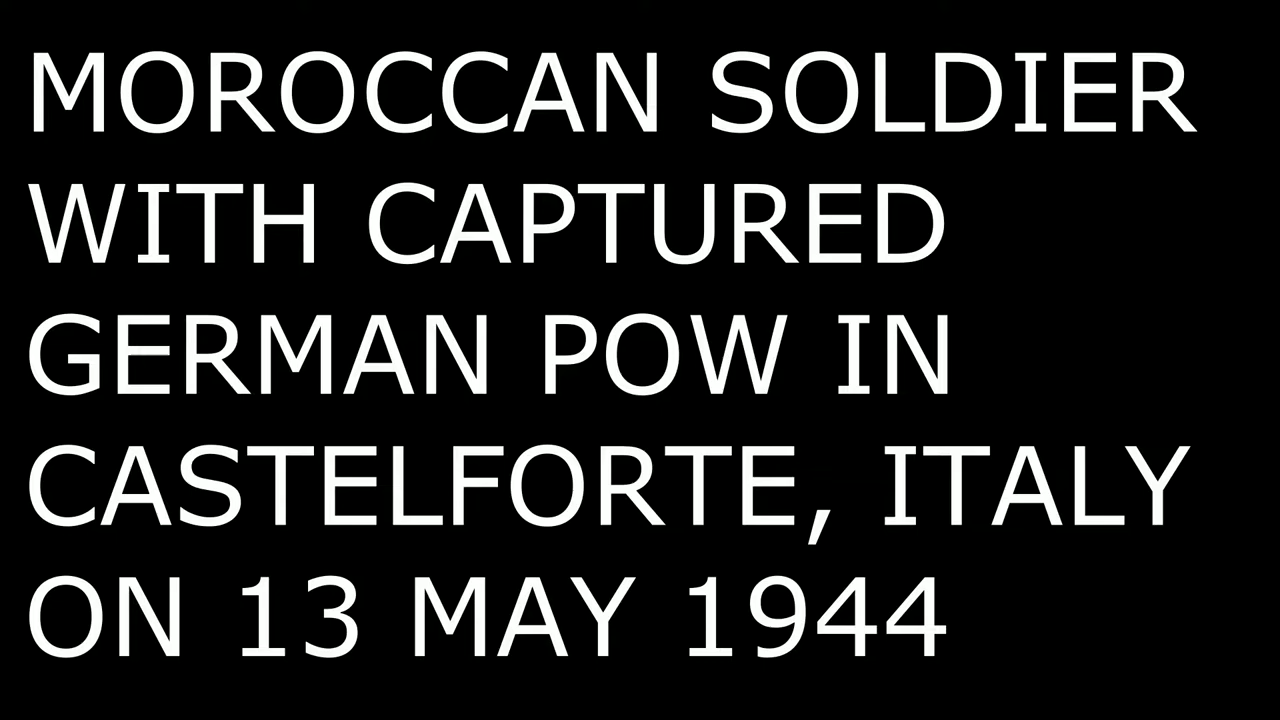 MOROCCAN SOLDIER
WITH CAPTURED
GERMAN POW IN
CASTELFORTE, ITALY
ON 13 MAY 1944